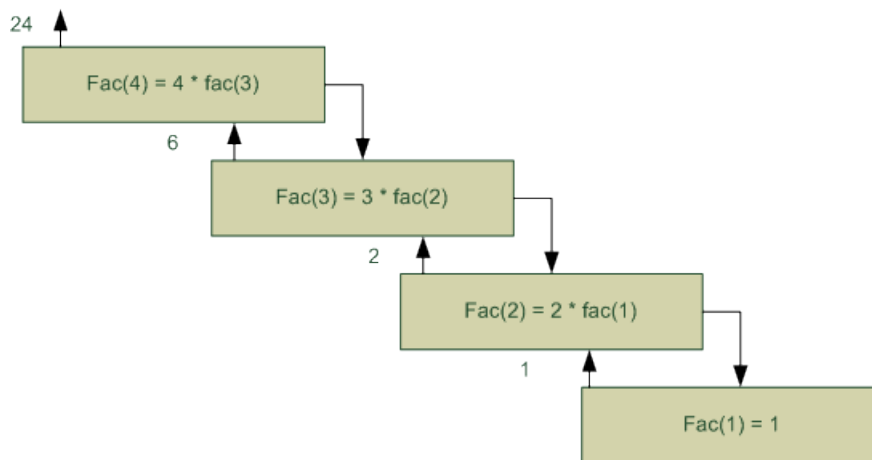 24
Fac(4) = 4 * fac(3)
6
Fac(3) = 3 * fac(2)
2
Fac(2) = 2 * fac(1)
1
Fac(1) = 1